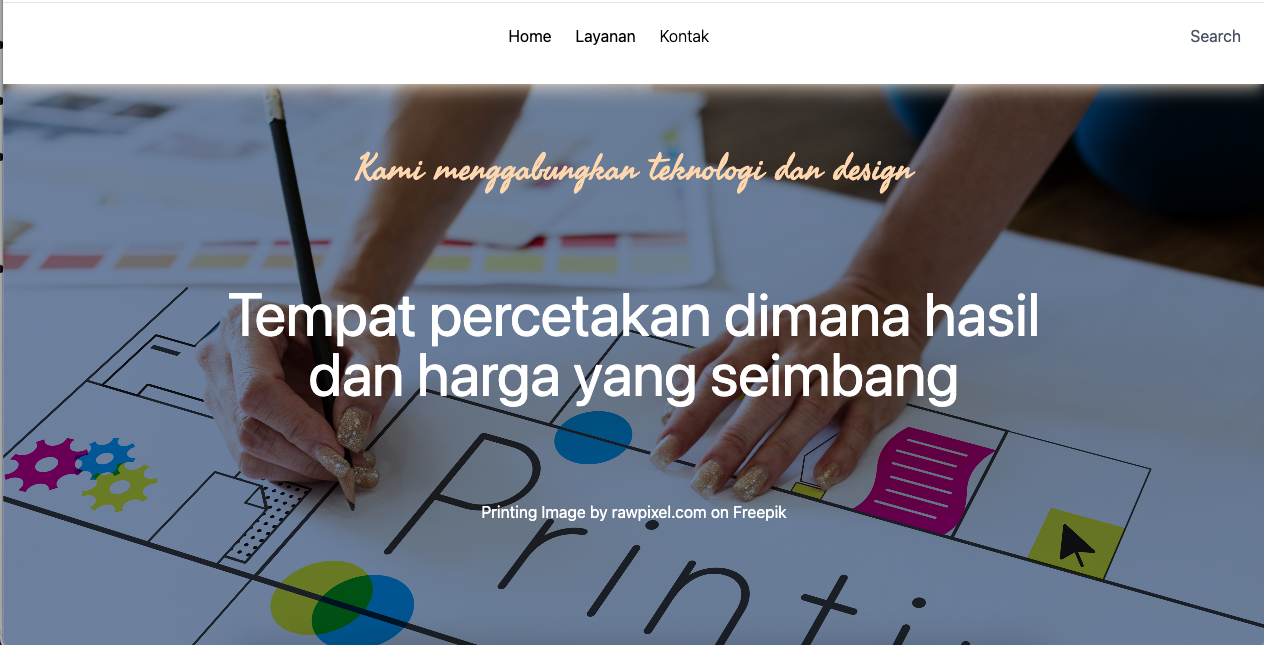 Home Layanan Kontak Search
Kami menggabungkan teknologi dan design
Tempat percetakan dimana hasil
dan harga yang seimbang
Printing Image by rawpixel.com on Freepik
Printi